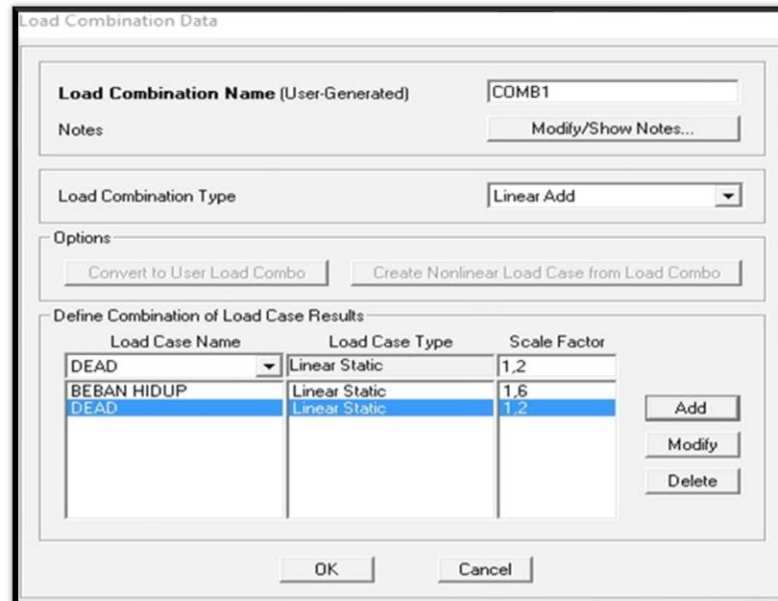 Load Combination Data
Load Combination Name (User-Generated) COMB1
Notes Modify/Show Notes...
Load Combination Type Linear Add
Options
Convert to User Load Combo Create Nonlinear Load Case from Load Combo
Define Combination of Load Case Results
Load Case Name Load Case Type Scale Factor
DEAD Linear Static 1,2
BEBAN HIDUP Linear Static 1,6
DEAD Linear Static 1,2
Add
Modify
Delete
OK Cancel